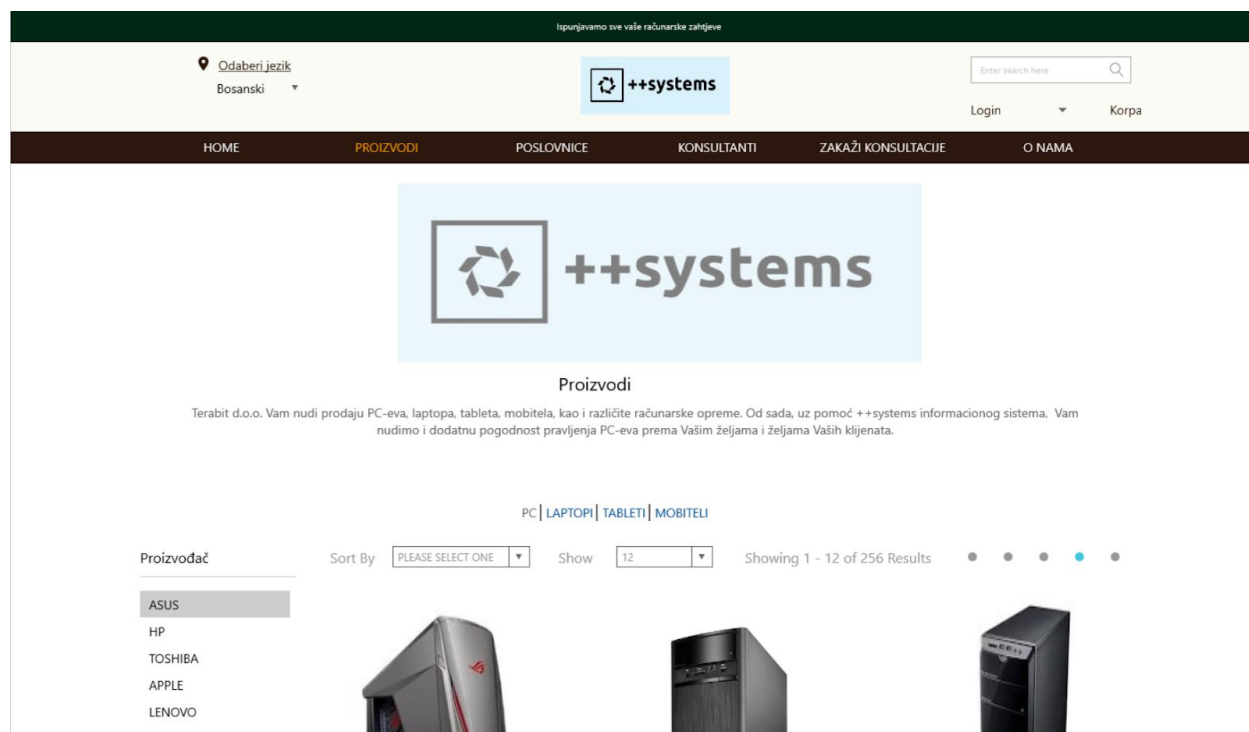 Ispunjavamo sve vaše računarske zahtjeve
Odaberi jezik
Bosanski
++systems
Enter search here
Login
Korpa
HOME PROIZVODI POSLOVNICE KONSULTANTI ZAKAŽI KONSULTACIJE O NAMA
++systems
Proizvodi
Terabit d.o.o. Vam nudi prodaju PC-eva, laptopa, tableta, mobitela, kao i različite računarske opreme. Od sada, uz pomoć ++systems informacionog sistema, Vam
nudimo i dodatnu pogodnost pravljenja PC-eva prema Vašim željama i željama Vaših klijenata.
PC| LAPTOPI| TABLETI| MOBITELI
Proizvođač
Sort By PLEASE SELECT ONE Show 12 Showing 1 - 12 of 256 Results
ASUS
HP
TOSHIBA
APPLE
LENOVO